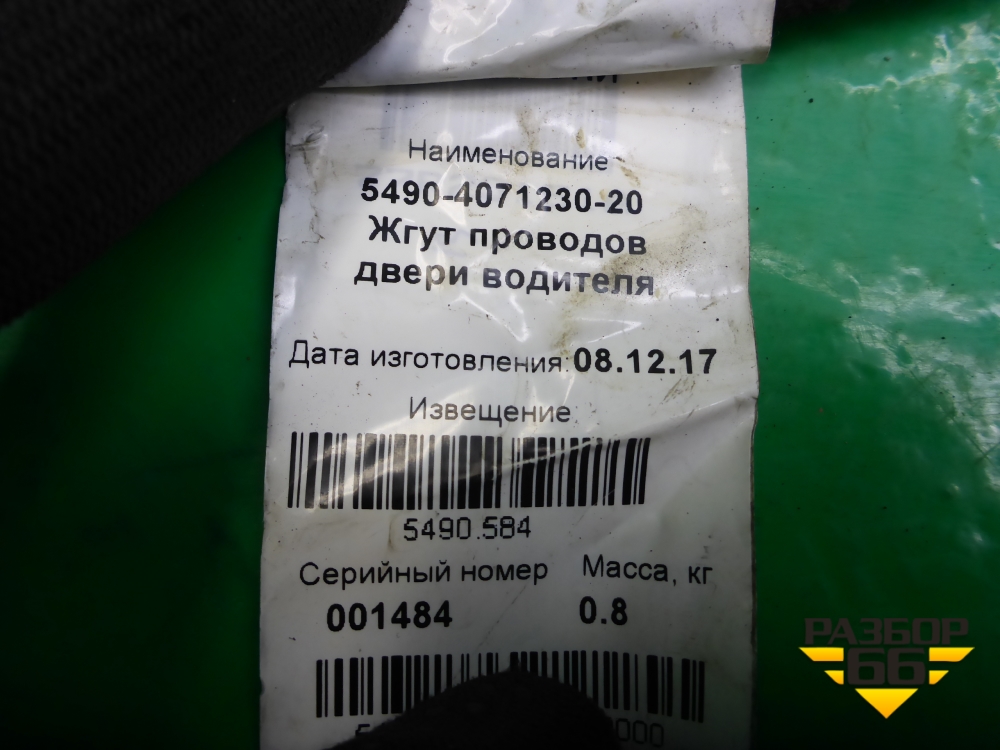 Наименование
5490-4071230-20
Жгут проводов
двери водителя
Дата изготовления:08.12.17
Извещение
5490.584
Серийный номер Масса, кг
001484 0.8
000
РАЗБОР
66